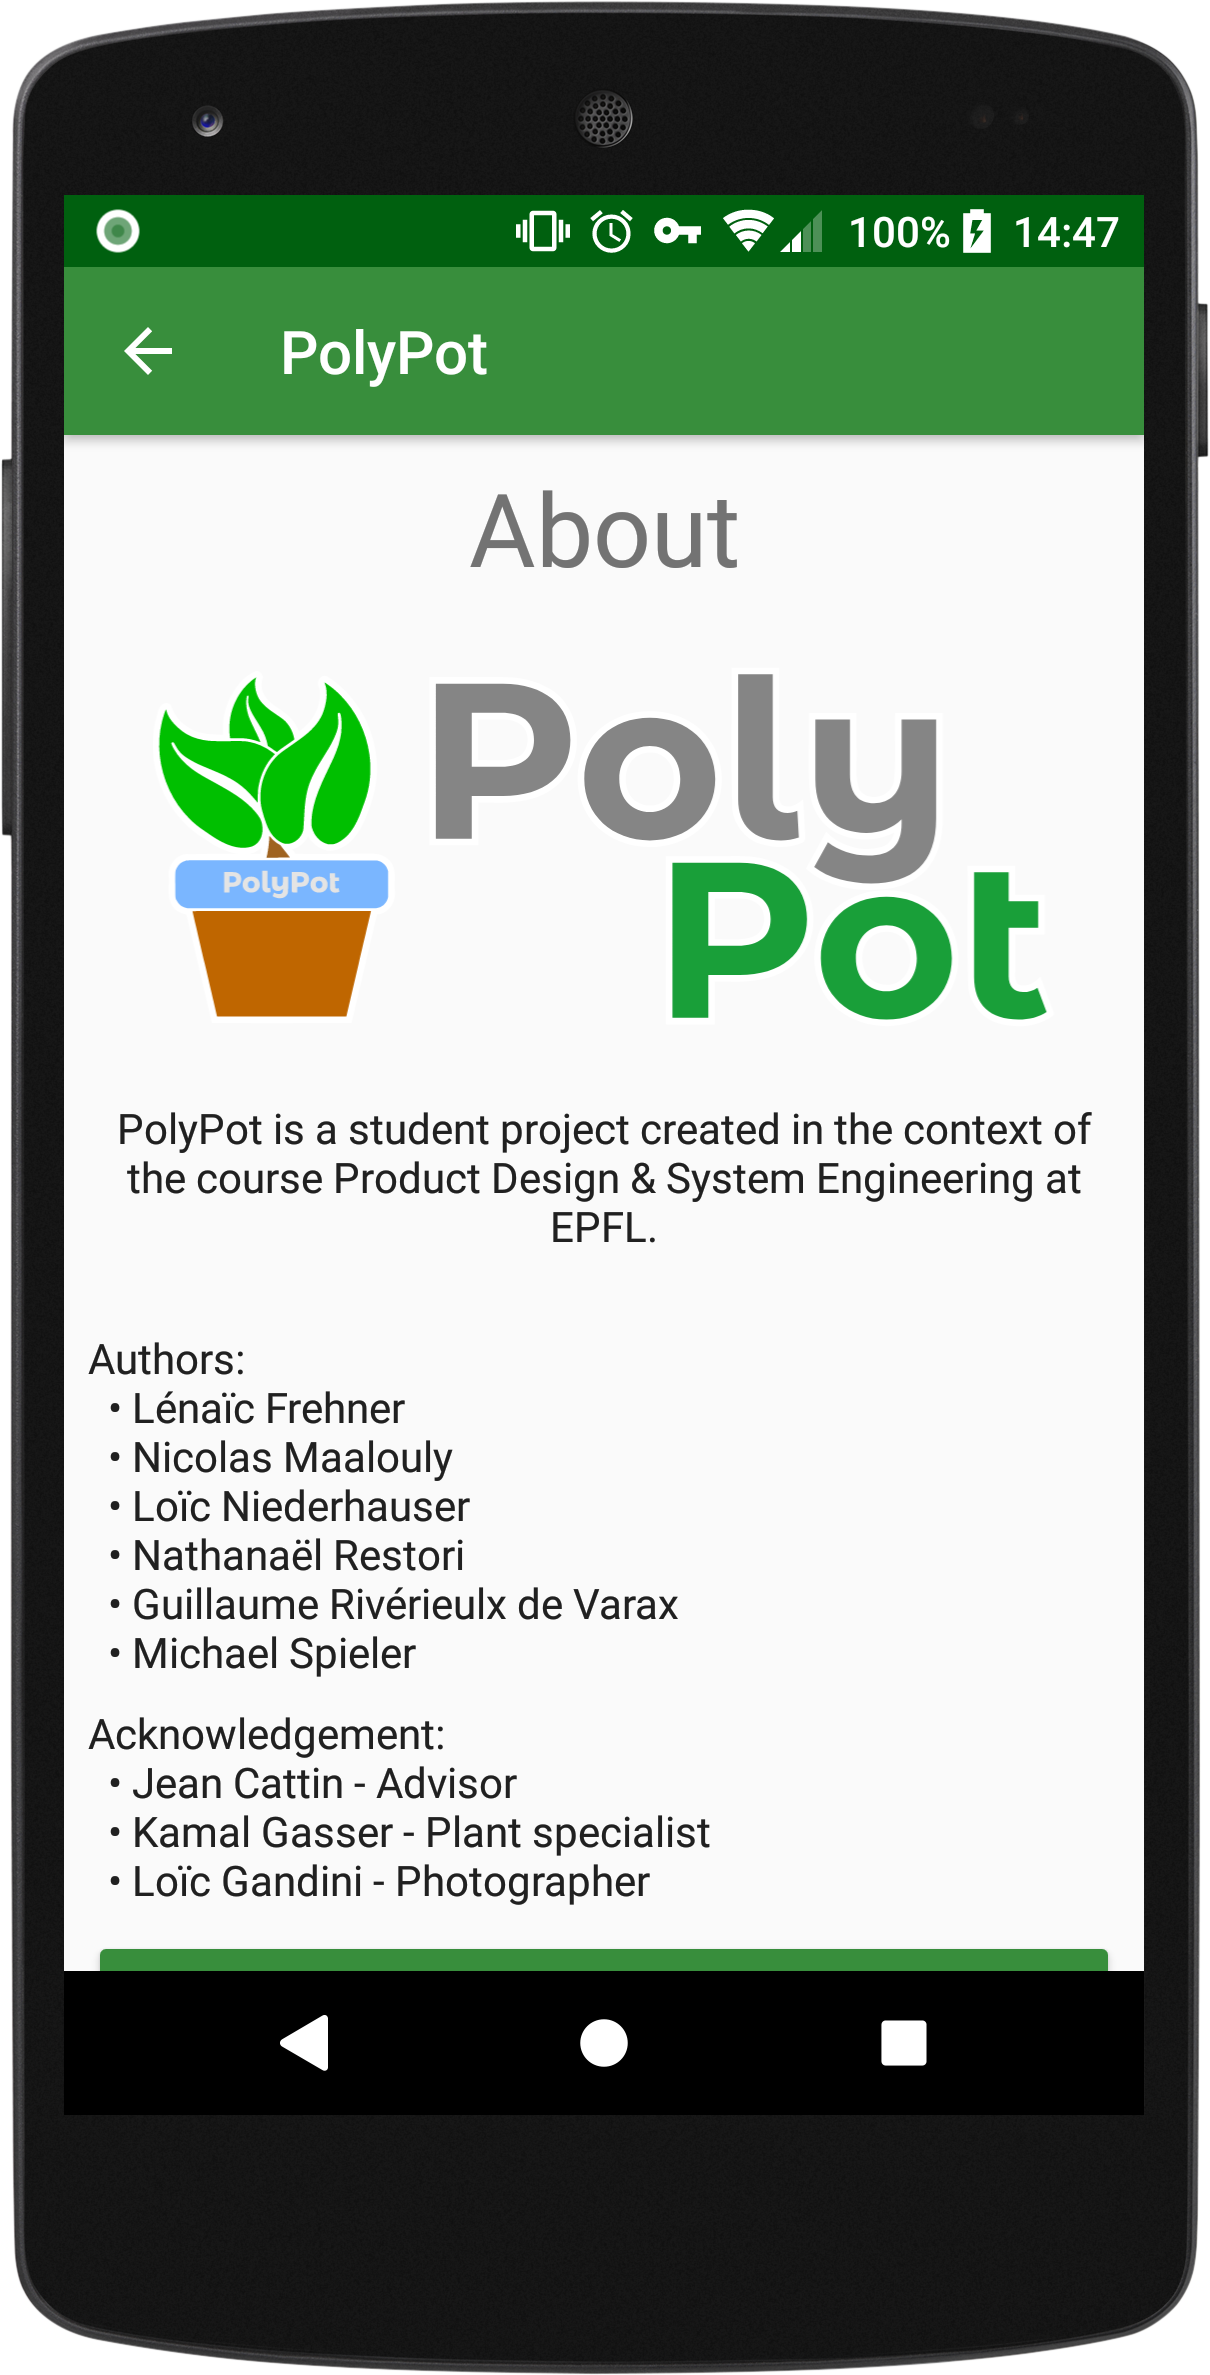 100% 14:47
PolyPot
About
Poly
Pot
PolyPot
PolyPot is a student project created in the context of
the course Product Design & System Engineering at
EPFL.
Authors:
• Lénaïc Frehner
• Nicolas Maalouly
• Loïc Niederhauser
• Nathanaël Restori
• Guillaume Rivérieulx de Varax
• Michael Spieler
Acknowledgement:
• Jean Cattin - Advisor
• Kamal Gasser - Plant specialist
• Loïc Gandini - Photographer